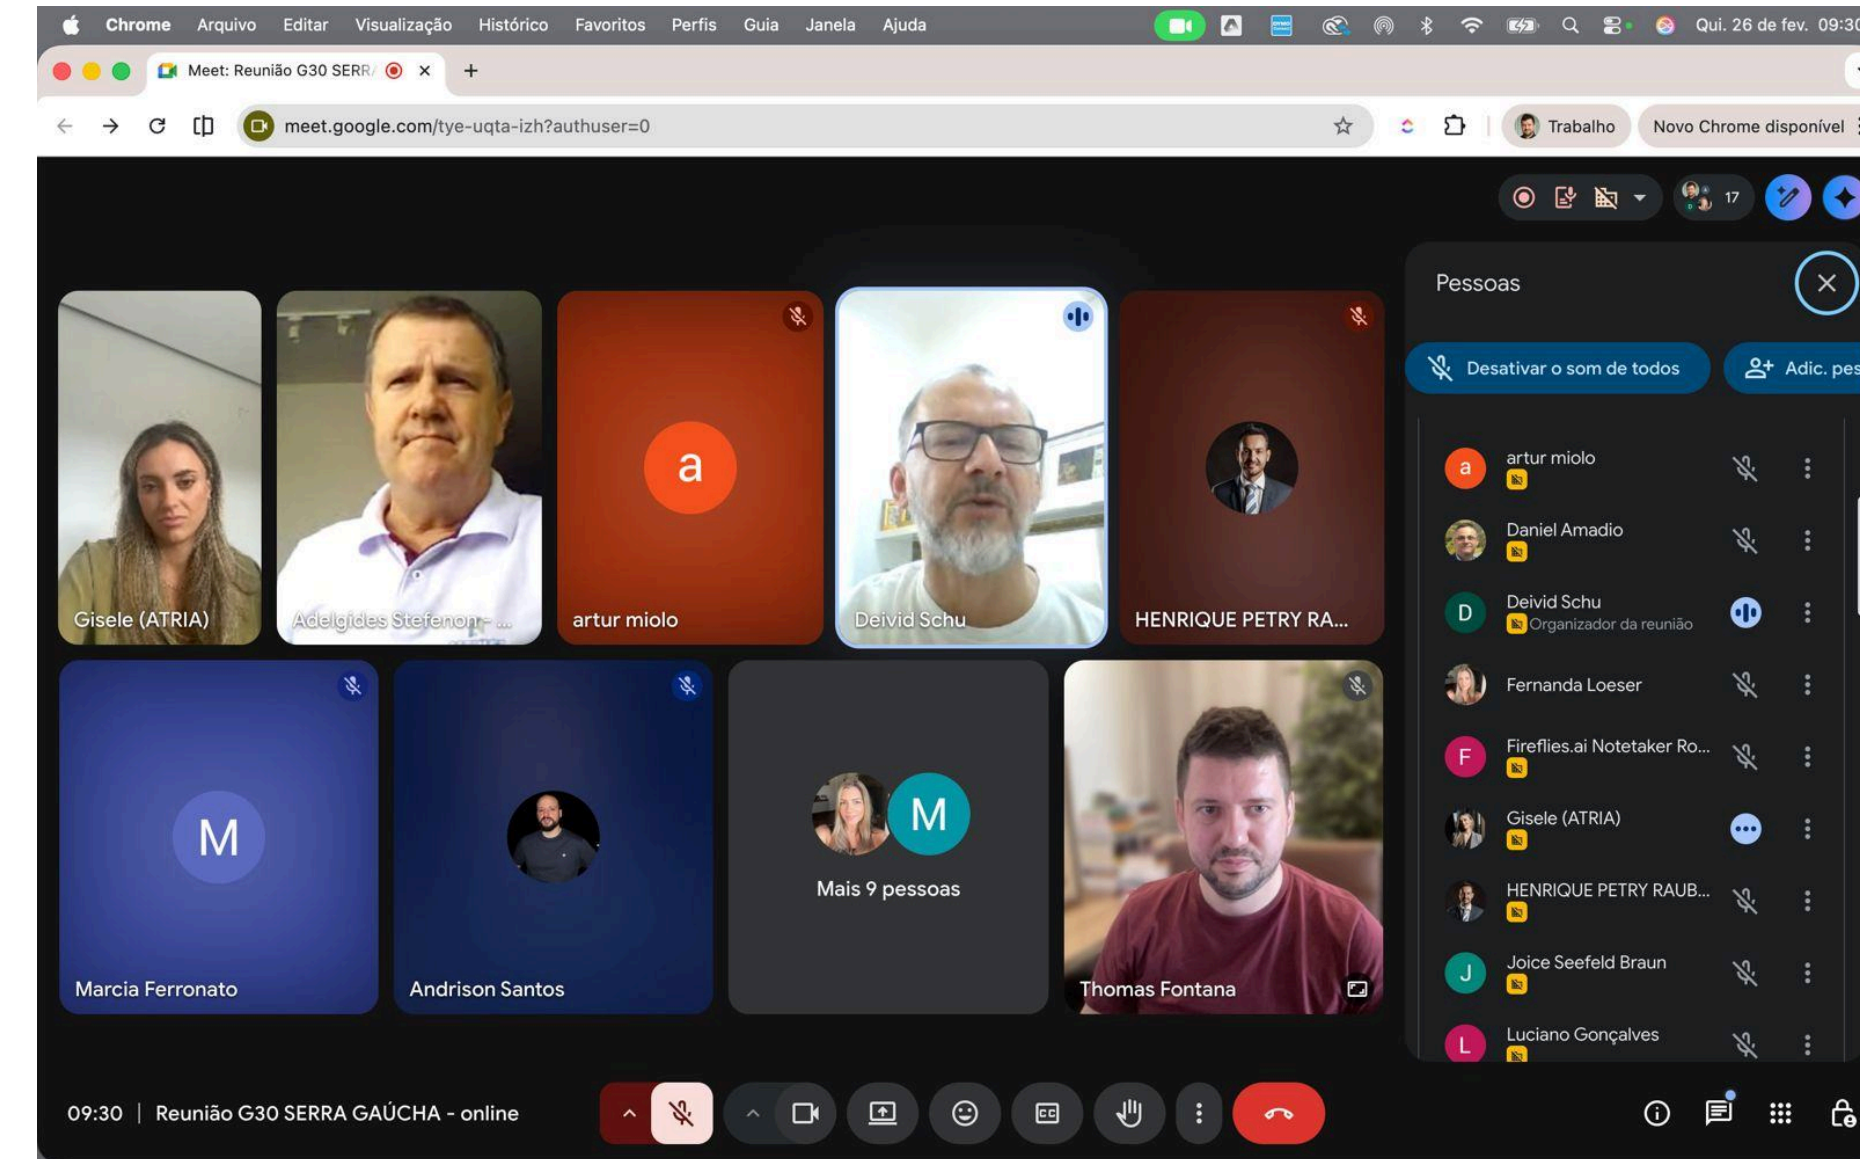 Chrome Arquivo Editar Visualização Histórico Favoritos Perfis Guia Janela Ajuda Qui. 26 de fev. 09:30
Meet: Reunião G30 SERR
meet.google.com/tye-uqta-izh?authuser=0 Trabalho Novo Chrome disponível
17
Pessoas
Desativar o som de todos Adic. pes
Gisele (ATRIA)
Adelgides Stefenon - ...
a
artur miolo
Deivid Schu
HENRIQUE PETRY RA...
M
Marcia Ferronato
Andrison Santos
M
Mais 9 pessoas
Thomas Fontana
a artur miolo
Daniel Amadio
D Deivid Schu
Organizador da reunião
Fernanda Loeser
F Fireflies.ai Notetaker Ro...
Gisele (ATRIA)
HENRIQUE PETRY RAUB...
J Joice Seefeld Braun
L Luciano Gonçalves
09:30 | Reunião G30 SERRA GAÚCHA - online
CC